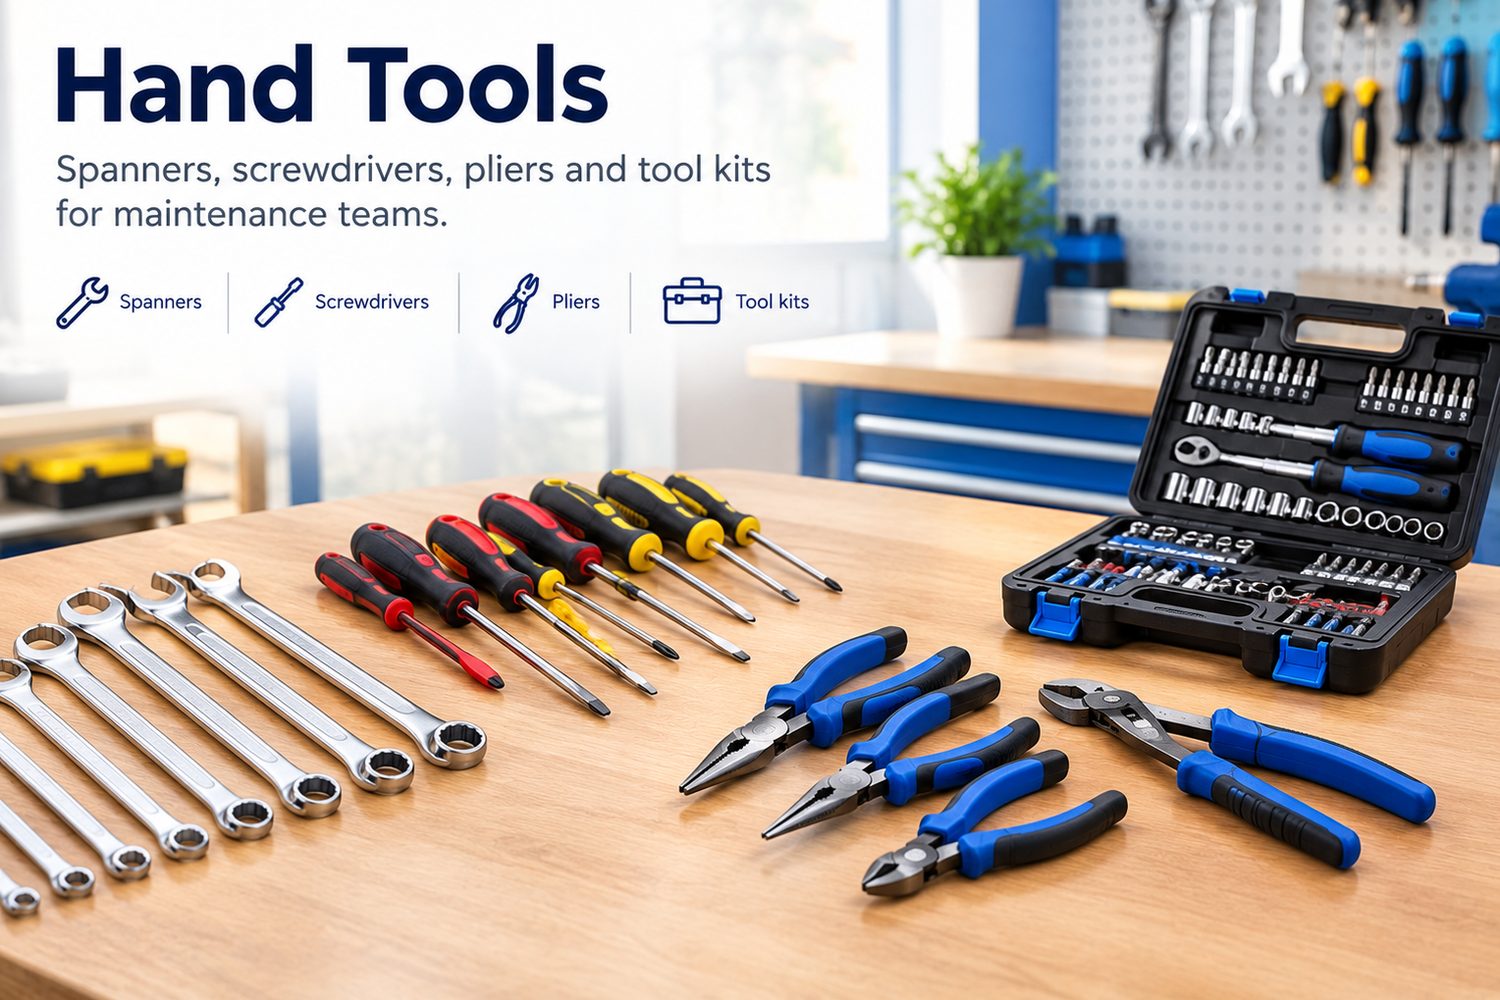 Hand Tools
Spanners, screwdrivers, pliers and tool kits
for maintenance teams.
Spanners
Screwdrivers
Pliers
Tool kits